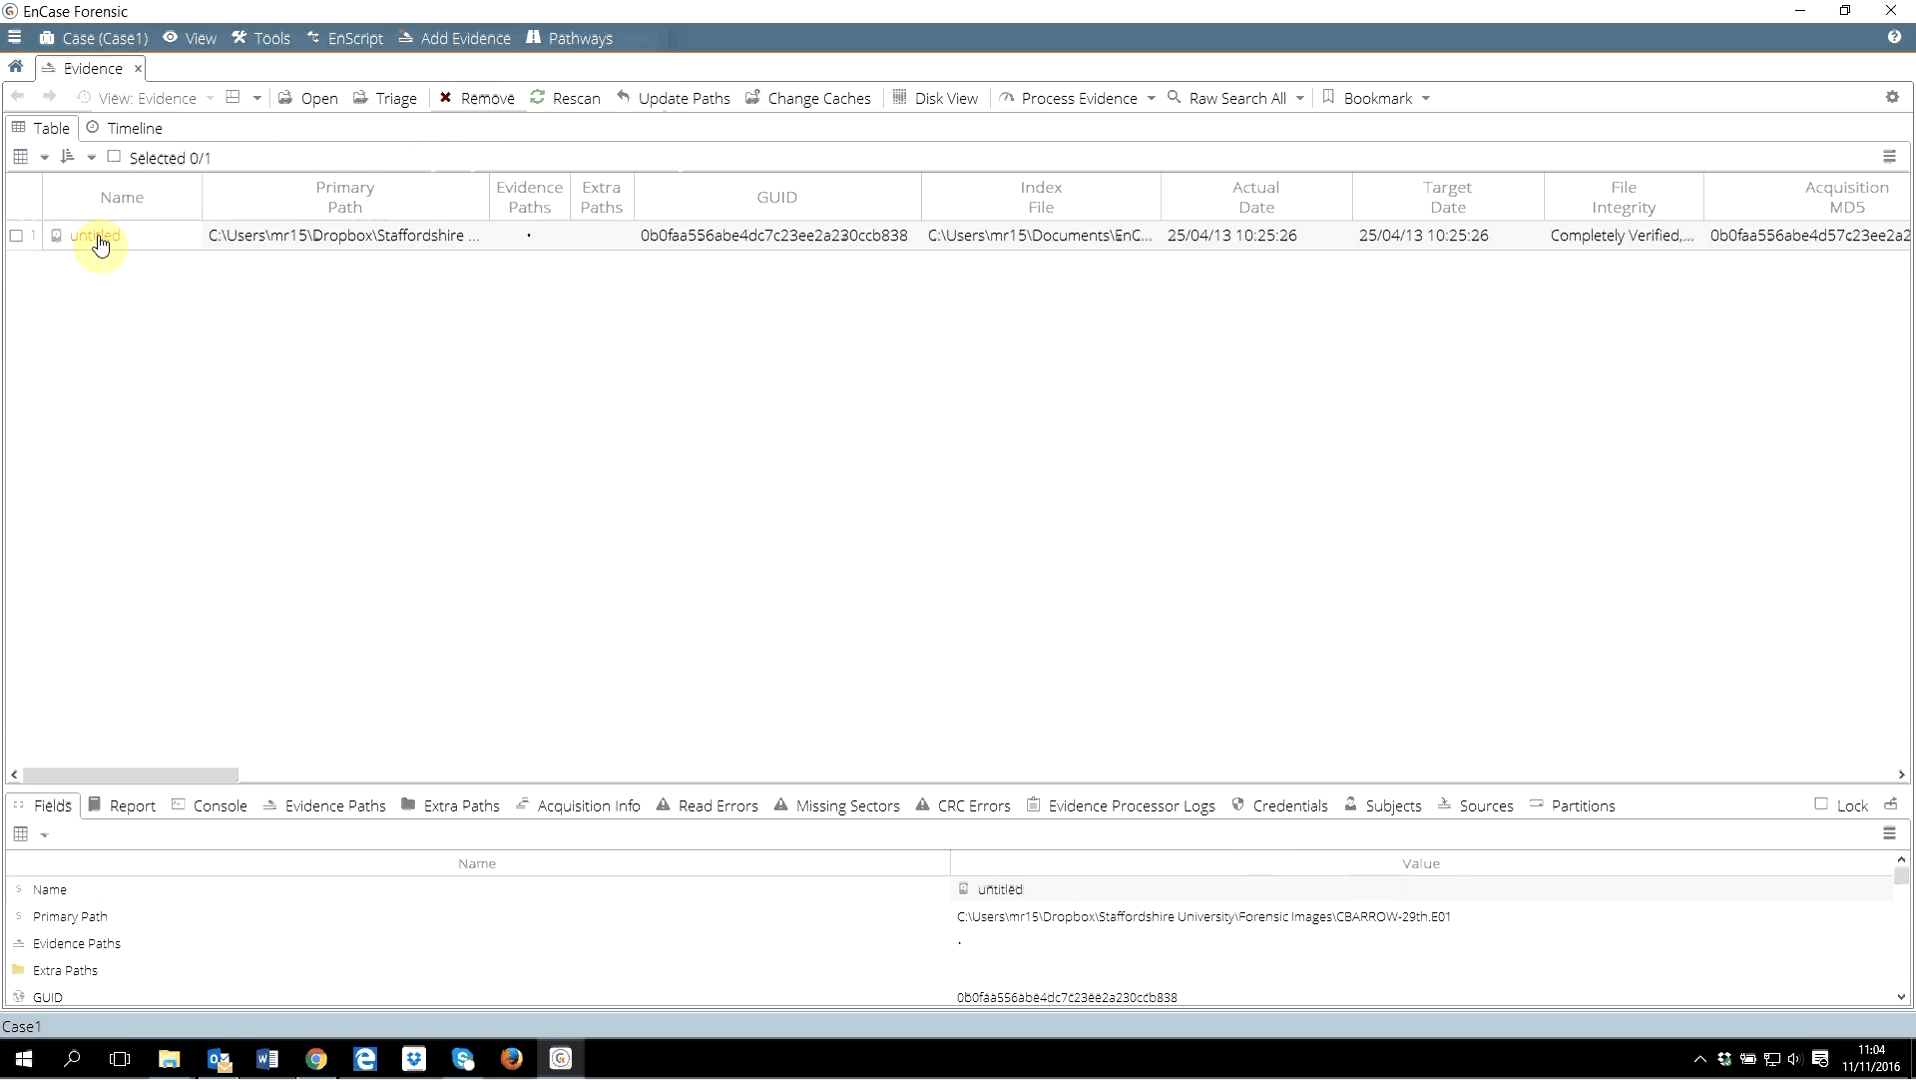 EnCase Forensic
Case (Case1) View Tools EnScript Add Evidence Pathways
Evidence
View: Evidence Open Triage Remove Rescan Update Paths Change Caches Disk View Process Evidence Raw Search All Bookmark
Table Timeline
Selected 0/1
Name Primary Path Evidence Paths Extra Paths GUID Index File Actual Date Target Date File Integrity Acquisition MD5
1 untitled C:\Users\mr15\Dropbox\Staffordshire ... • 0b0faa556abe4dc7c23ee2a230ccb838 C:\Users\mr15\Documents\EnC... 25/04/13 10:25:26 25/04/13 10:25:26 Completely Verified,... 0b0faa556abe4d57c23ee2a2
Fields Report Console Evidence Paths Extra Paths Acquisition Info Read Errors Missing Sectors CRC Errors Evidence Processor Logs Credentials Subjects Sources Partitions Lock
Name Value
Name untitled
Primary Path C:\Users\mr15\Dropbox\Staffordshire University\Forensic Images\CBARROW-29th.E01
Evidence Paths •
Extra Paths
GUID 0b0faa556abe4dc7c23ee2a230ccb838
Case1
11:04
11/11/2016